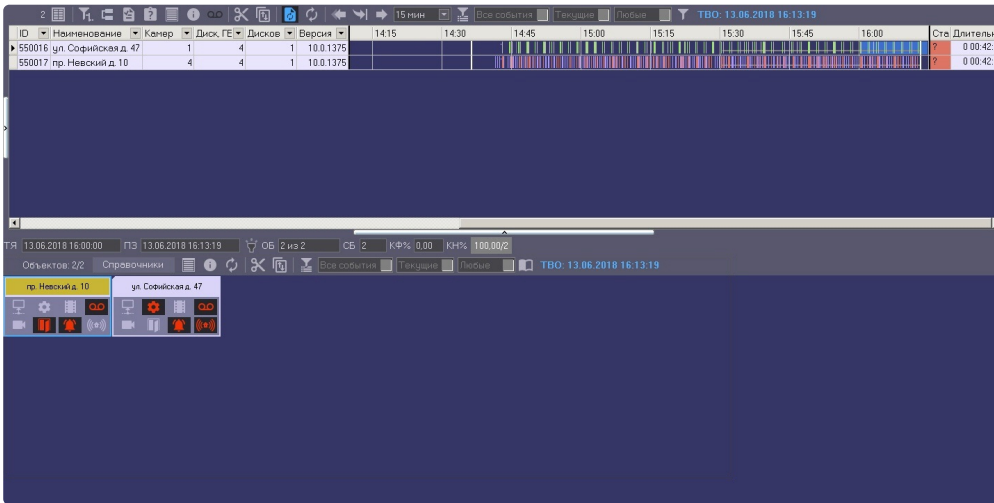 2 15 мин Все события Текущие Любые ТВО: 13.06.2018 16:13:19
ID Наименование Камер Диск, ГБ Дисков Версия 14:15 14:30 14:45 15:00 15:15 15:30 15:45 16:00 Ста Длительн
550016 ул. Софийская д. 47 1 4 1 10.0.1375 ? 0 00:42:
550017 пр. Невский д. 10 4 4 1 10.0.1375 ? 0 00:42:
ТЯ 13.06.2018 16:00:00 ПЗ 13.06.2018 16:13:19 ОБ 2 из 2 СБ 2 КФ% 0,00 КН% 100,00/2
Объектов: 2/2 Справочники Все события Текущие Любые ТВО: 13.06.2018 16:13:19
пр. Невский д. 10 ул. Софийская д. 47